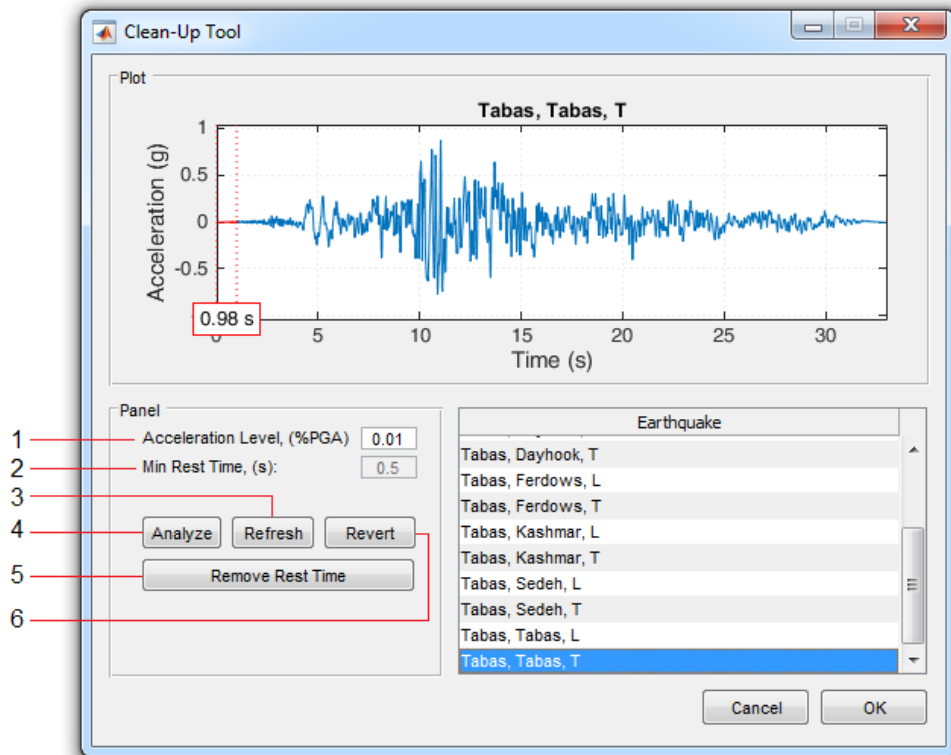 Clean-Up Tool
Plot
Tabas, Tabas, T
Acceleration (g)
1
0.5
0
-0.5
0.98 s
0 5 10 15 20 25 30
Time (s)
Panel
1 Acceleration Level, (%PGA) 0.01
2 Min Rest Time, (s): 0.5
3
4 Analyze Refresh Revert
5 Remove Rest Time
6
Earthquake
Tabas, Dayhook, T
Tabas, Ferdows, L
Tabas, Ferdows, T
Tabas, Kashmar, L
Tabas, Kashmar, T
Tabas, Sedeh, L
Tabas, Sedeh, T
Tabas, Tabas, L
Tabas, Tabas, T
Cancel OK